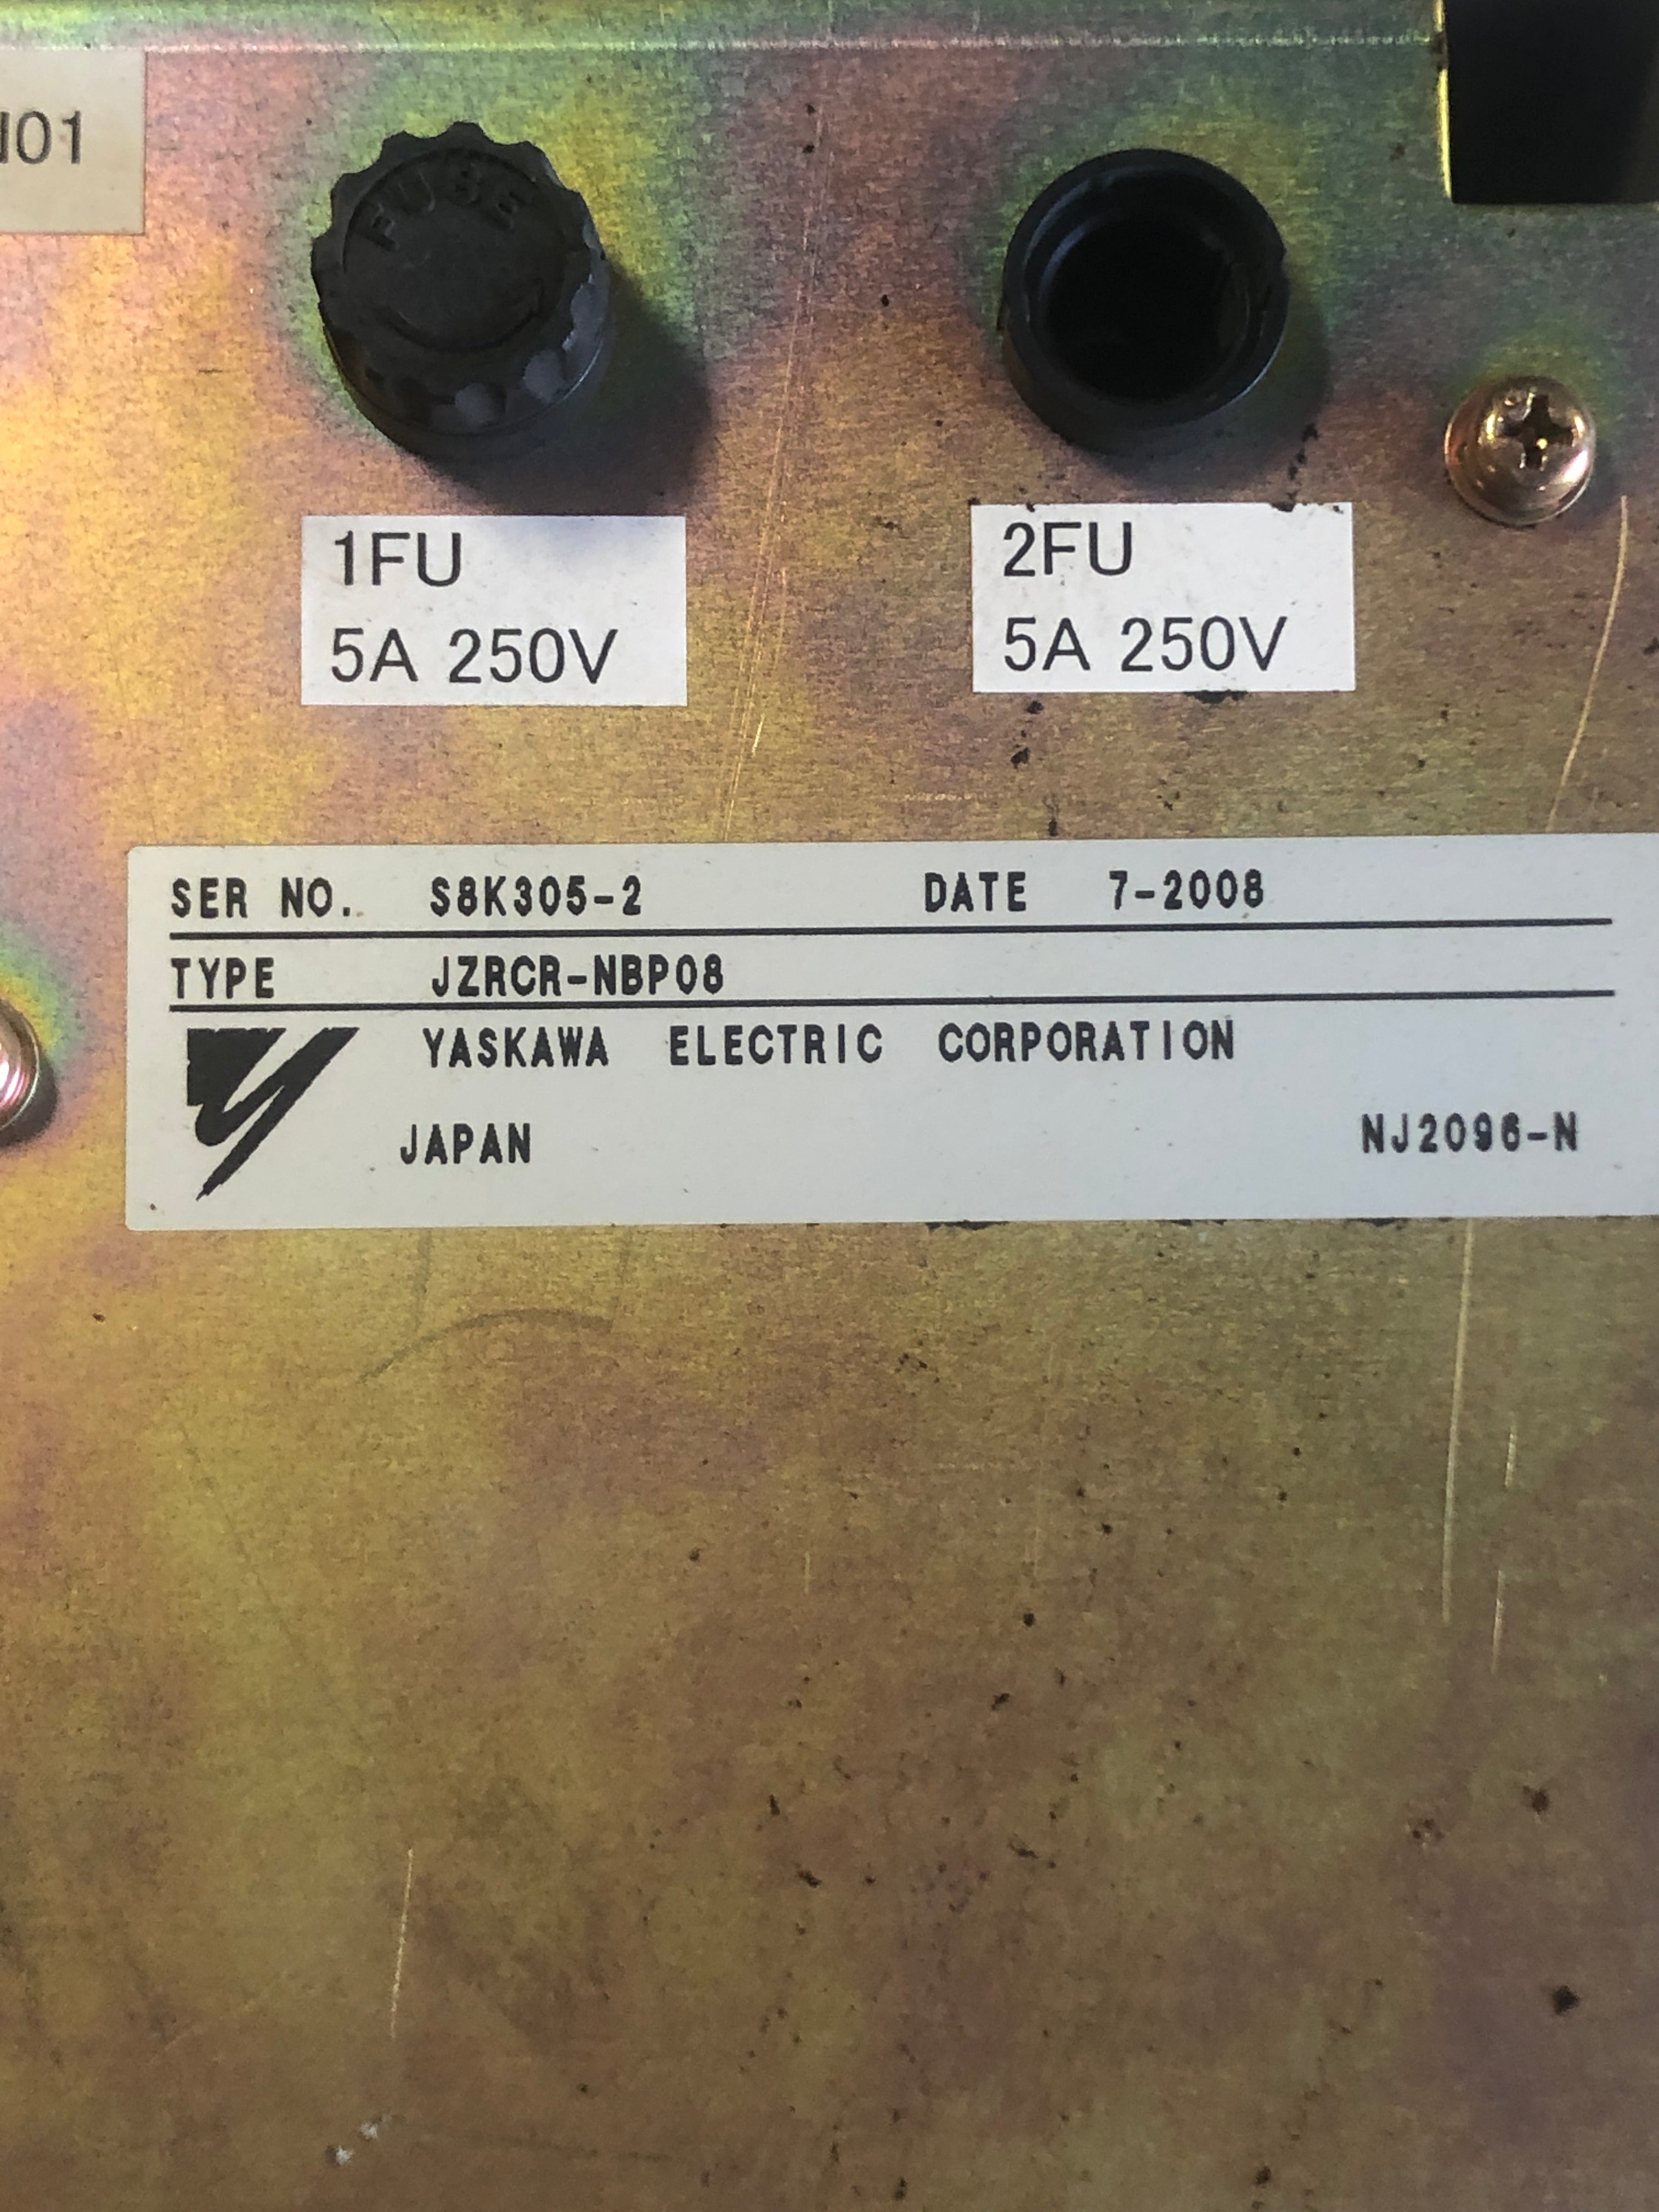 FUSE
1FU
5A 250V
2FU
5A 250V
SER NO. S8K305-2 DATE 7-2008
TYPE JZRCR-NBP08
YASKAWA ELECTRIC CORPORATION
JAPAN NJ2096-N